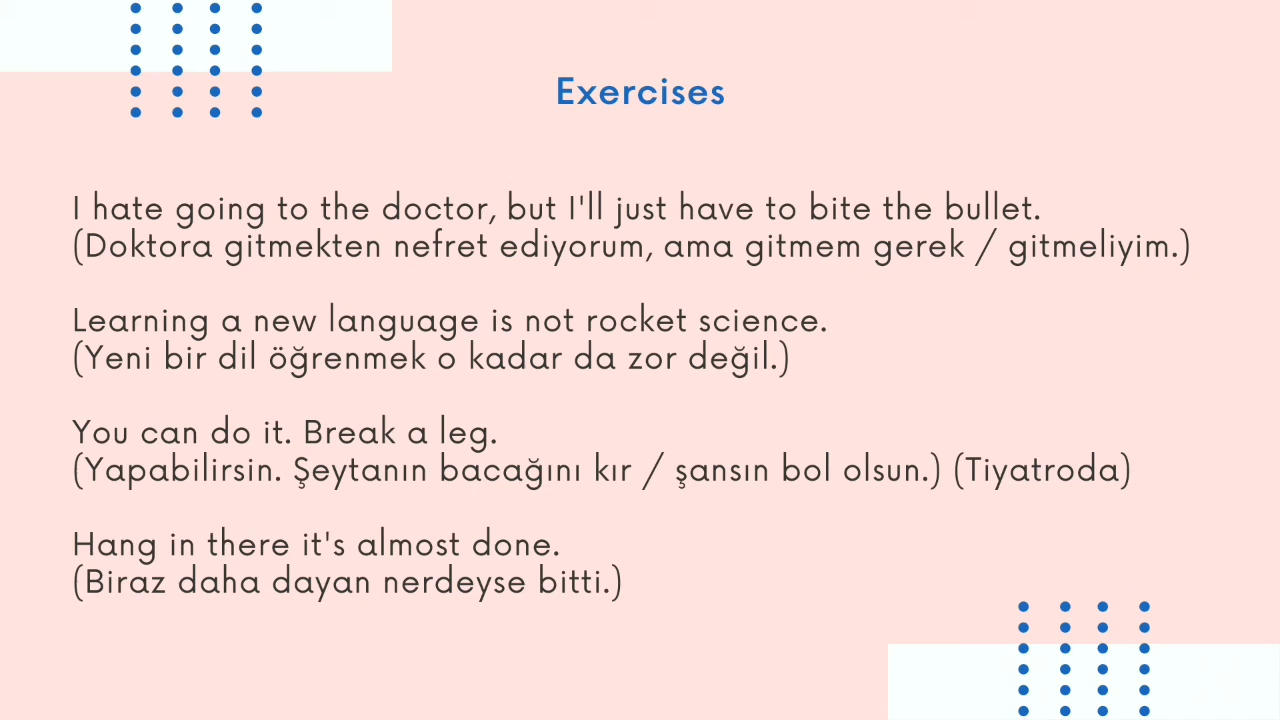 Exercises
I hate going to the doctor, but I'll just have to bite the bullet.
(Doktora gitmekten nefret ediyorum, ama gitmem gerek / gitmeliyim.)
Learning a new language is not rocket science.
(Yeni bir dil öğrenmek o kadar da zor değil.)
You can do it. Break a leg.
(Yapabilirsin. Şeytanın bacağını kır / şansın bol olsun.) (Tiyatroda)
Hang in there it's almost done.
(Biraz daha dayan nerdeyse bitti.)